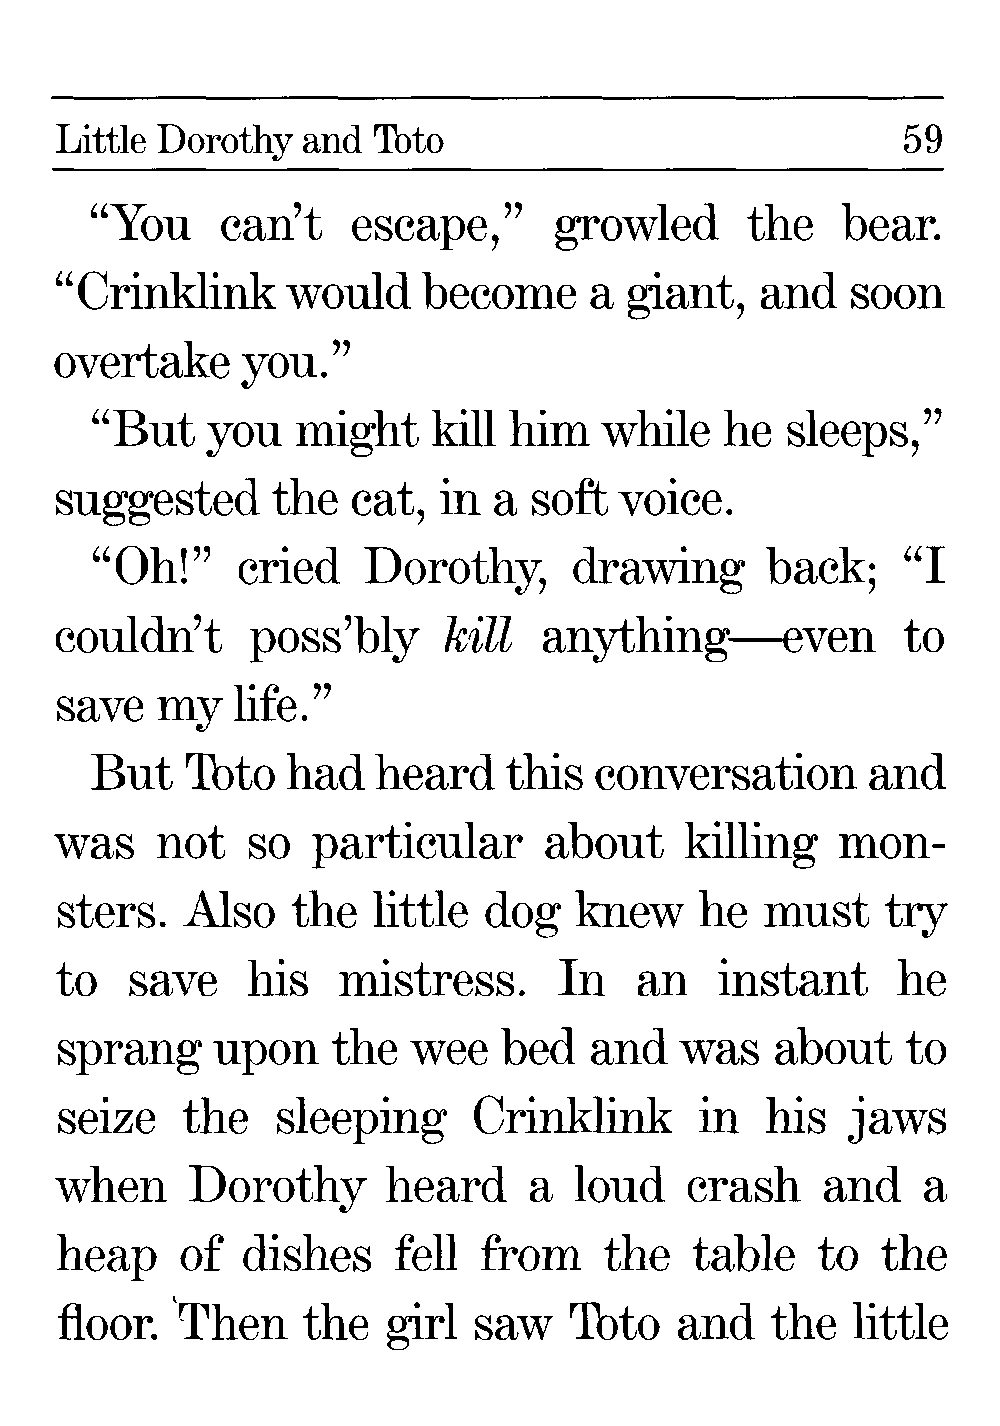 Little Dorothy and Toto 59
“You can’t escape,” growled the bear.
“Crinklink would become a giant, and soon
overtake you.”
“But you might kill him while he sleeps,”
suggested the cat, in a soft voice.
“Oh!” cried Dorothy, drawing back; “I
couldn’t poss’bly kill anything—even to
save my life.”
But Toto had heard this conversation and
was not so particular about killing mon-
sters. Also the little dog knew he must try
to save his mistress. In an instant he
sprang upon the wee bed and was about to
seize the sleeping Crinklink in his jaws
when Dorothy heard a loud crash and a
heap of dishes fell from the table to the
floor. Then the girl saw Toto and the little